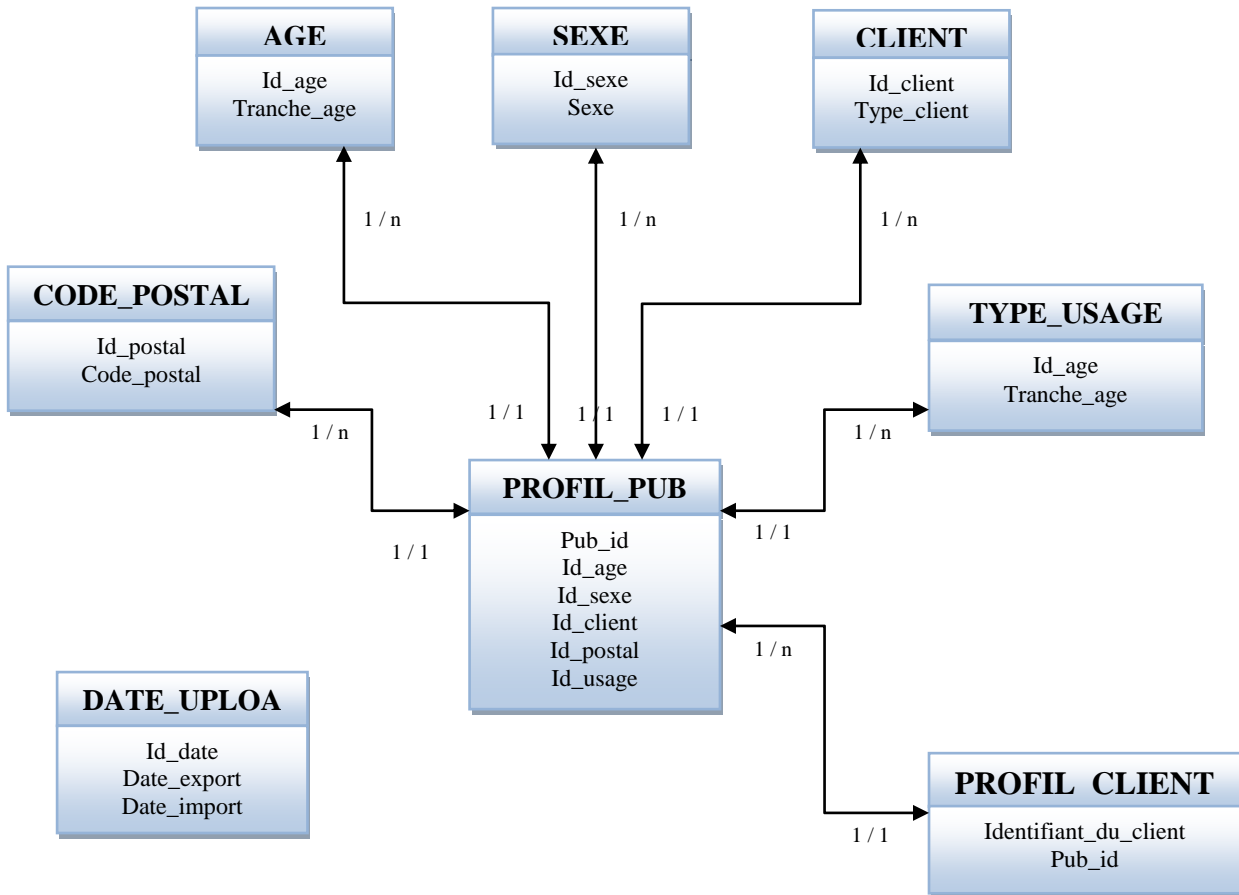 AGE
Id_age
Tranche_age
SEXE
Id_sexe
Sexe
CLIENT
Id_client
Type_client
1 / n
1 / n
1 / n
CODE_POSTAL
Id_postal
Code_postal
TYPE_USAGE
Id_age
Tranche_age
1 / n
1 / 1
1 / 1
1 / 1
1 / n
PROFIL_PUB
Pub_id
Id_age
Id_sexe
Id_client
Id_postal
Id_usage
1 / 1
1 / 1
1 / n
DATE_UPLOA
Id_date
Date_export
Date_import
PROFIL_CLIENT
Identifiant_du_client
Pub_id
1 / 1